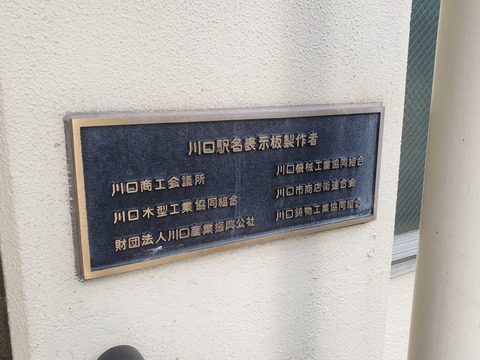 川口駅名表示板製作者
川口商工会議所
川口木型工業協同組合
財団法人川口産業振興公社
川口機械工業協同組合
川口市商店街連合会
川口鋳物工業協同組合